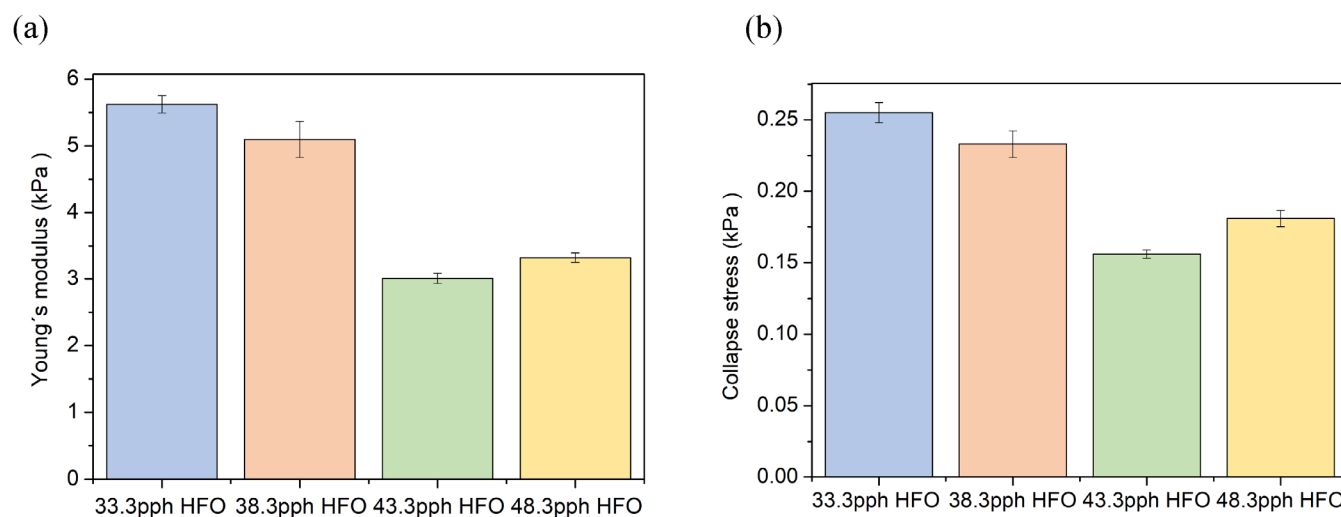 (a)
(b)
6
5
4
3
2
1
0
Young´s modulus (kPa )
33.3pph HFO 38.3pph HFO 43.3pph HFO 48.3pph HFO
0.25
0.20
0.15
0.10
0.05
0.00
Collapse stress (kPa )
33.3pph HFO 38.3pph HFO 43.3pph HFO 48.3pph HFO